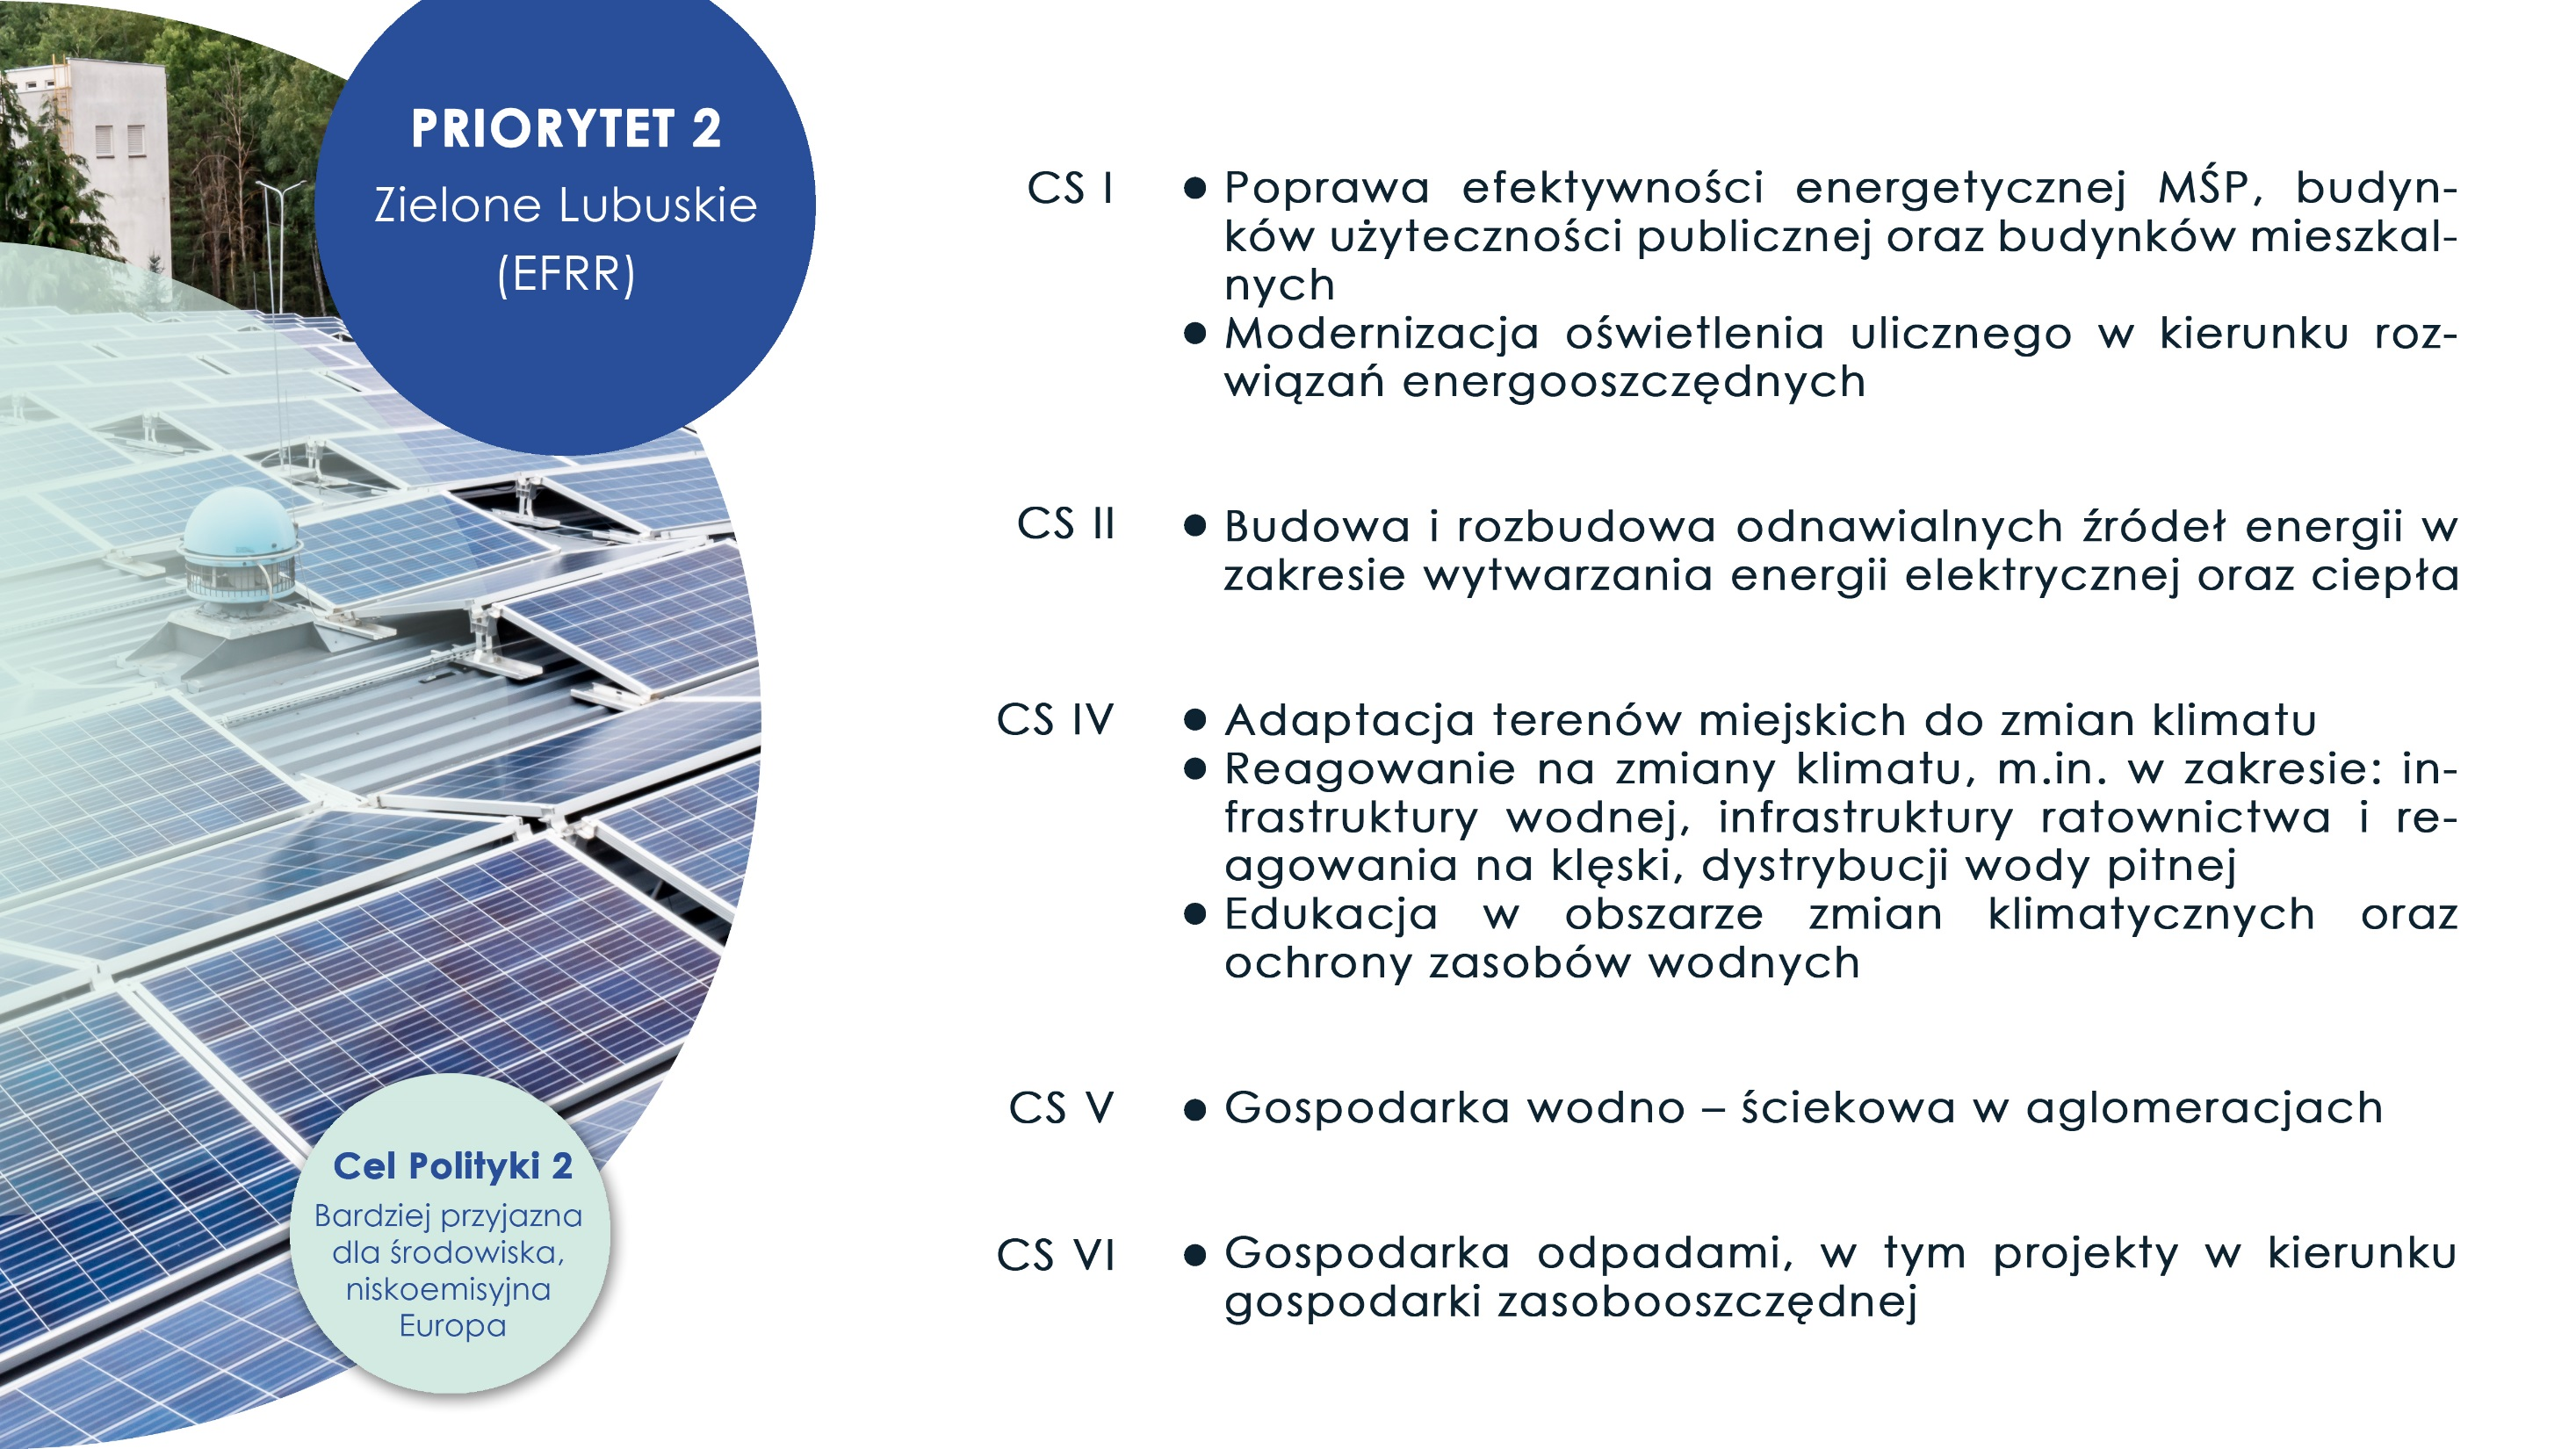 PRIORYTET 2
Zielone Lubuskie
(EFRR)
CS I
● Poprawa efektywności energetycznej MŚP, budyn-
ków użyteczności publicznej oraz budynków mieszkal-
nych
● Modernizacja oświetlenia ulicznego w kierunku roz-
wiązań energooszczędnych
CS II
● Budowa i rozbudowa odnawialnych źródeł energii w
zakresie wytwarzania energii elektrycznej oraz ciepła
CS IV
● Adaptacja terenów miejskich do zmian klimatu
● Reagowanie na zmiany klimatu, m.in. w zakresie: in-
frastruktury wodnej, infrastruktury ratownictwa i re-
agowania na klęski, dystrybucji wody pitnej
● Edukacja w obszarze zmian klimatycznych oraz
ochrony zasobów wodnych
CS V
● Gospodarka wodno – ściekowa w aglomeracjach
CS VI
● Gospodarka odpadami, w tym projekty w kierunku
gospodarki zasobooszczędnej
Cel Polityki 2
Bardziej przyjazna
dla środowiska,
niskoemisyjna
Europa